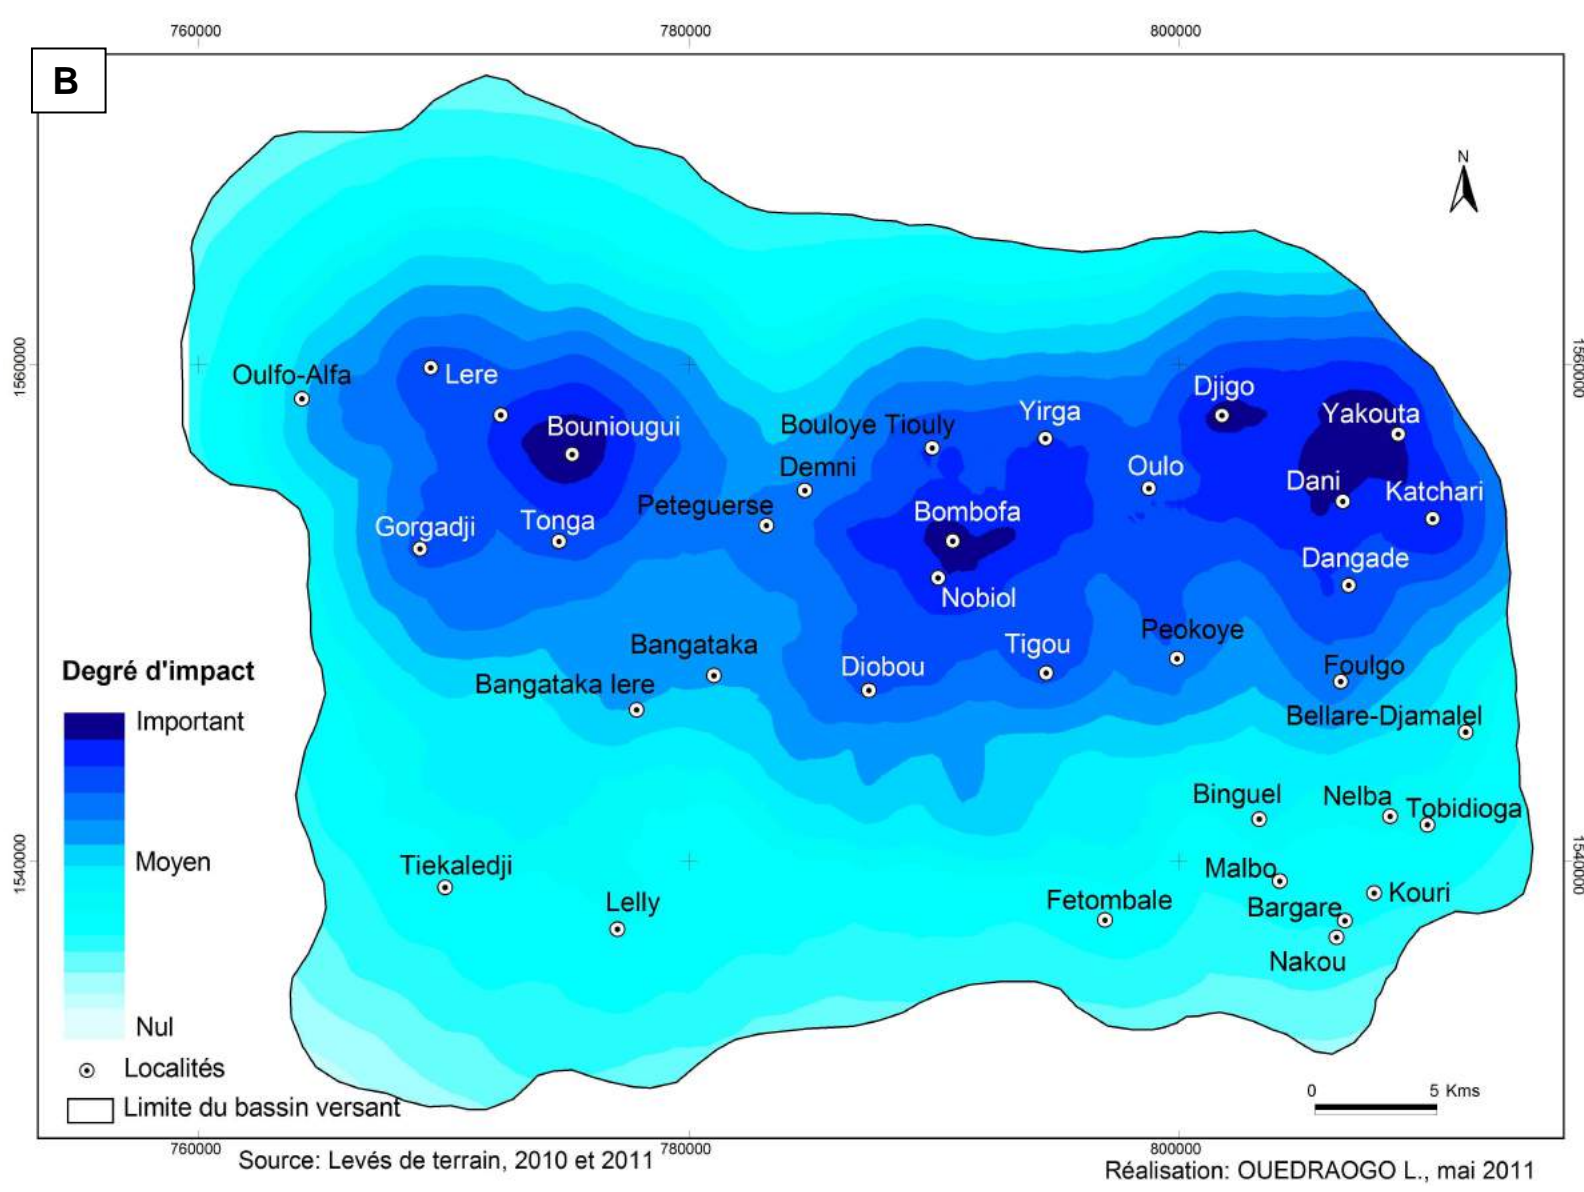 760000 780000 800000
B
N
1560000
1560000
Oulfo-Alfa
Lere
Djigo
Yakouta
Yirga
Bouniougui
Bouloye Tiouly
Demni
Oulo
Dani
Katchari
Peteguerse
Bombofa
Gorgadji
Tonga
Dangade
Nobiol
Peokoye
Bangataka
Tigou
Diobou
Foulgo
Bangataka lere
Bellare-Djamalel
Degré d'impact
Important
Moyen
Nul
Localités
Limite du bassin versant
Binguel
Nelba
Tobidioga
1540000
1540000
Tiekaledji
Malbo
Lelly
Fetombale
Kouri
Bargare
Nakou
0 5 Kms
760000 780000 800000
Source: Levés de terrain, 2010 et 2011
Réalisation: OUEDRAOGO L., mai 2011